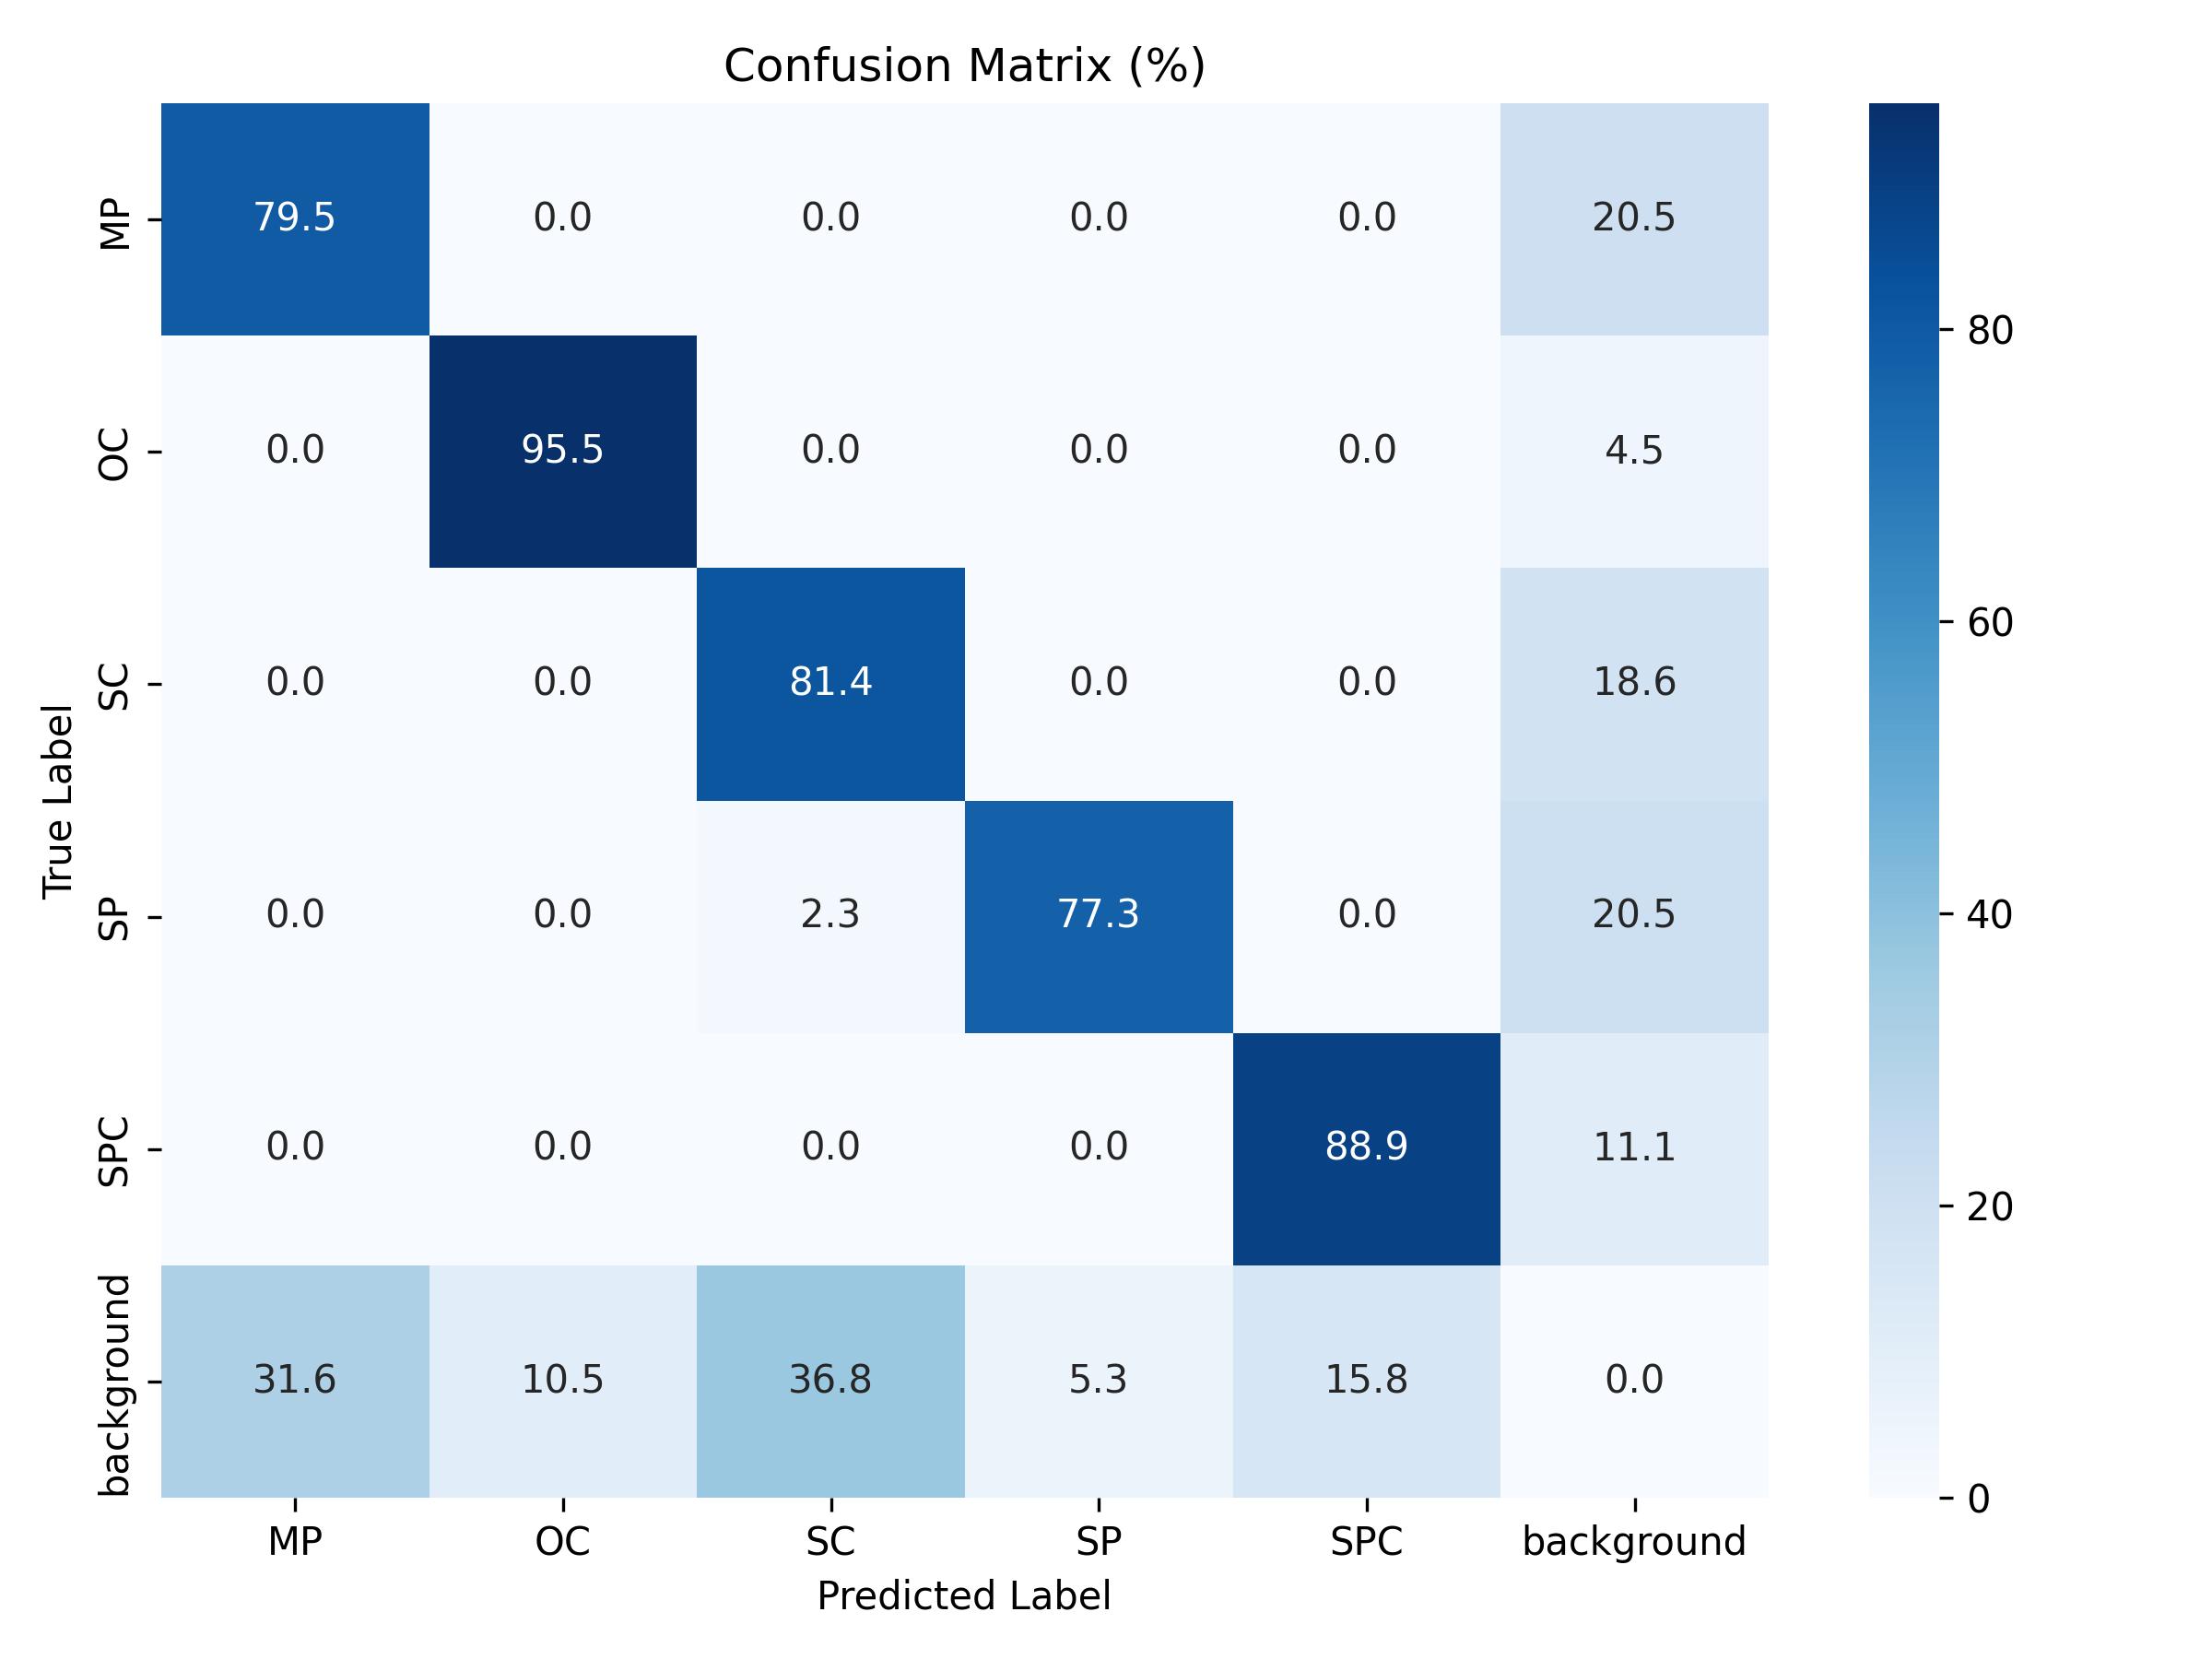 Confusion Matrix (%)
MP 79.5 0.0 0.0 0.0 0.0 20.5
OC 0.0 95.5 0.0 0.0 0.0 4.5
SC 0.0 0.0 81.4 0.0 0.0 18.6
SP 0.0 0.0 2.3 77.3 0.0 20.5
SPC 0.0 0.0 0.0 0.0 88.9 11.1
background 31.6 10.5 36.8 5.3 15.8 0.0
MP OC SC SP SPC background
Predicted Label
True Label
80
60
40
20
0